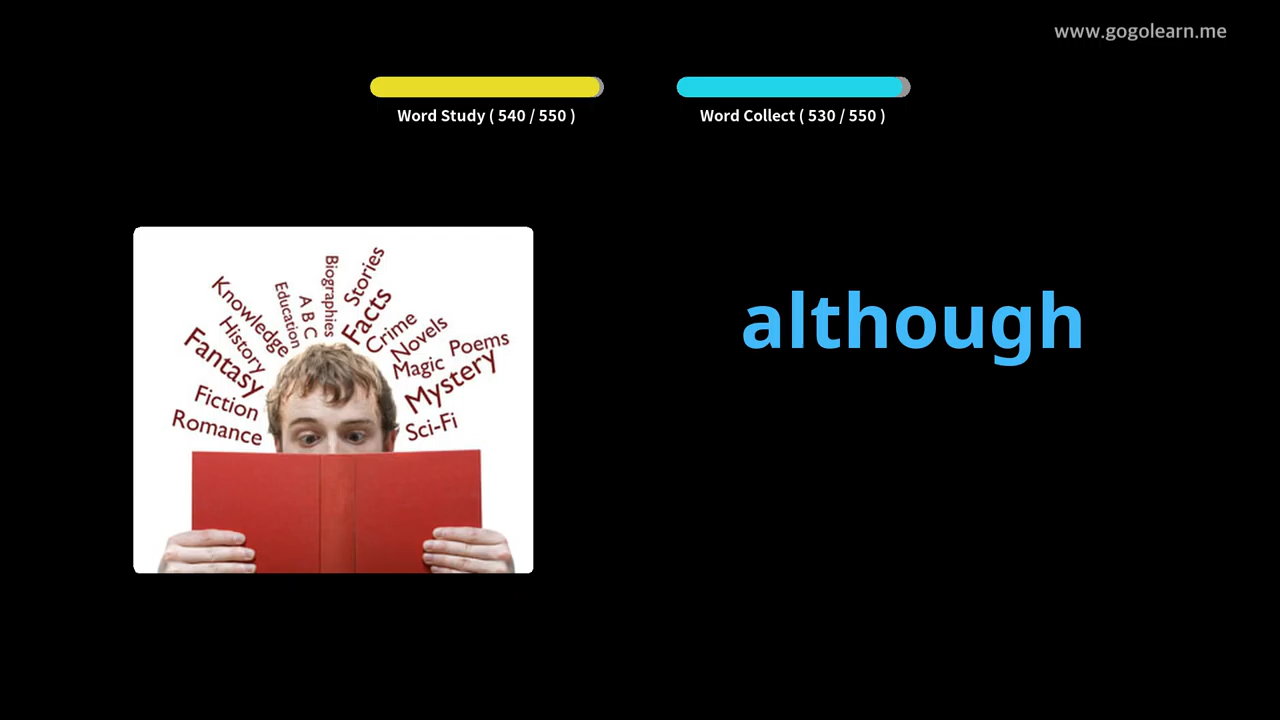 www.gogolearn.me
Word Study ( 540 / 550 )
Word Collect ( 530 / 550 )
although
Romance
Fiction
Fantasy
History
Knowledge
Education
A B C
Biographies
Stories
Facts
Crime
Novels
Magic
Poems
Mystery
Sci-Fi